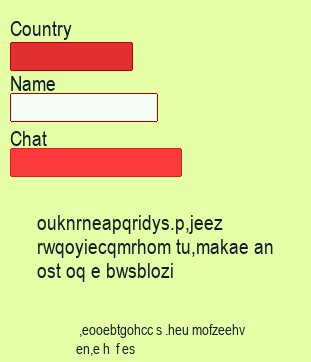 Country
Name
Chat
ouknrneapqridys.p,jeez
rwqoyiecqmrhom tu,makae an
ost oq e bwsblozi
,eooebtgohcc s .heu mofzeehv
en,e h f es